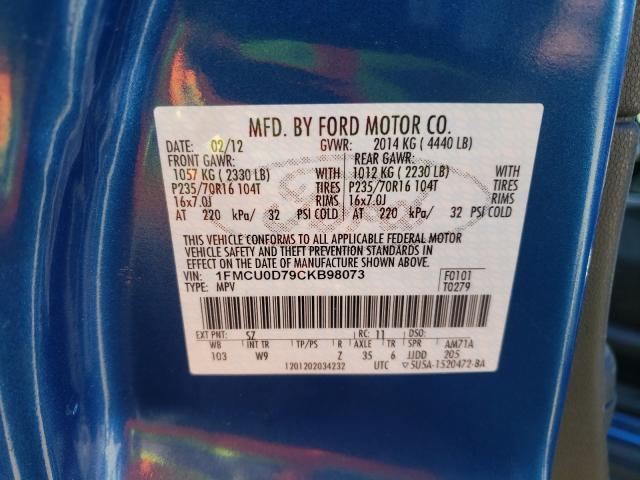 MFD. BY FORD MOTOR CO.
DATE: 02/12 GVWR: 2014 KG ( 4440 LB)
FRONT GAWR: REAR GAWR:
1057 KG ( 2330 LB) WITH 1012 KG ( 2230 LB) WITH
P235/70R16 104T TIRES P235/70R16 104T TIRES
16x7.0J RIMS 16x7.0J RIMS
AT 220 kPa/ 32 PSI COLD AT 220 kPa/ 32 PSI COLD
THIS VEHICLE CONFORMS TO ALL APPLICABLE FEDERAL MOTOR
VEHICLE SAFETY AND THEFT PREVENTION STANDARDS IN
EFFECT ON THE DATE OF MANUFACTURE SHOWN ABOVE.
VIN: 1FMCU0D79CKB98073 F0101
TYPE: MPV T0279
EXT PNT: SZ RC: 11 DSO:
WB INT TR TP/PS R AXLE TR SPR AM71A
103 W9 Z 35 6 JJDD 205
1201202034232 UTC ▽5U5A-1520472-BA
Ford